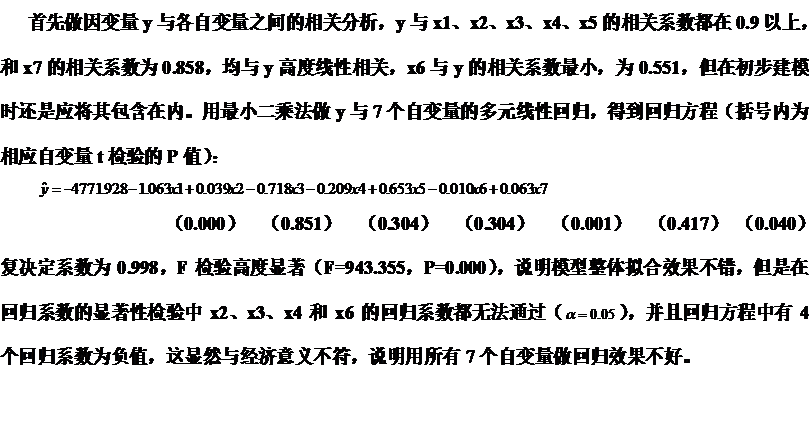 首先做因变量 y 与各自变量之间的相关分析，y 与 x1、x2、x3、x4、x5 的相关系数都在 0.9 以上，
和 x7 的相关系数为 0.858，均与 y 高度线性相关，x6 与 y 的相关系数最小，为 0.551，但在初步建模
时还是应将其包含在内。用最小二乘法做 y 与 7 个自变量的多元线性回归，得到回归方程（括号内为
相应自变量 t 检验的 P 值）：
ŷ = -4771928-1.063x1+0.039x2-0.718x3-0.209x4+0.653x5-0.010x6+0.063x7
（0.000） （0.851） （0.304） （0.304） （0.001） （0.417） （0.040）
复决定系数为 0.998，F 检验高度显著（F=943.355，P=0.000），说明模型整体拟合效果不错，但是在
回归系数的显著性检验中 x2、x3、x4 和 x6 的回归系数都无法通过（α=0.05），并且回归方程中有 4
个回归系数为负值，这显然与经济意义不符，说明用所有 7 个自变量做回归效果不好。